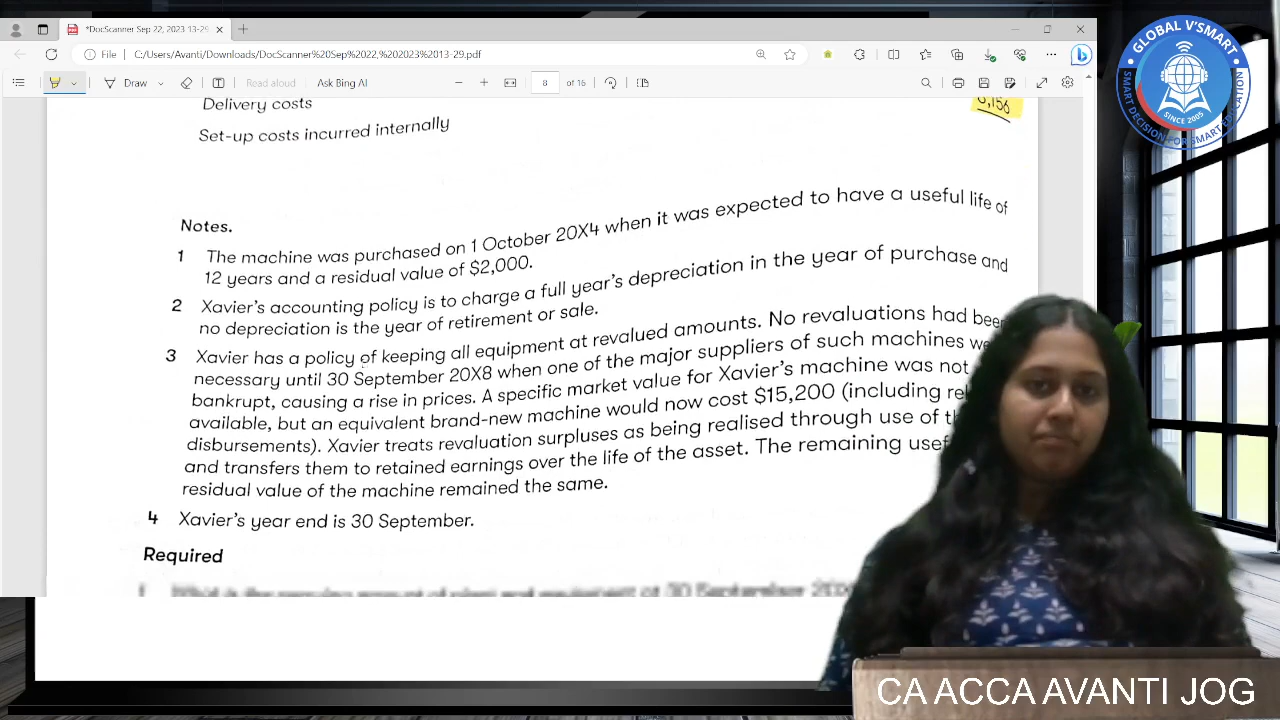 *DocScanner Sep 22, 2023 13-29
File C:/Users/Avanti/Downloads/DocScanner%20Sep%2022,%202023%2013-29.pdf
Draw Read aloud Ask Bing AI 8 of 16
Delivery costs
Set-up costs incurred internally
Notes.
1 The machine was purchased on 1 October 20X4 when it was expected to have a useful life of
12 years and a residual value of $2,000.
2 Xavier's accounting policy is to charge a full year's depreciation in the year of purchase and
no depreciation is the year of retirement or sale.
3 Xavier has a policy of keeping all equipment at revalued amounts. No revaluations had been
necessary until 30 September 20X8 when one of the major suppliers of such machines
bankrupt, causing a rise in prices. A specific market value for Xavier's machine was not
available, but an equivalent brand-new machine would now cost $15,200 (including
disbursements). Xavier treats revaluation surpluses as being realised through use of
and transfers them to retained earnings over the life of the asset. The remaining
residual value of the machine remained the same.
4 Xavier's year end is 30 September.
Required
GLOBAL V'SMART
SMART DECISION FOR SMART EDUCATION
SINCE 2005
CA ACCA AVANTI JOG